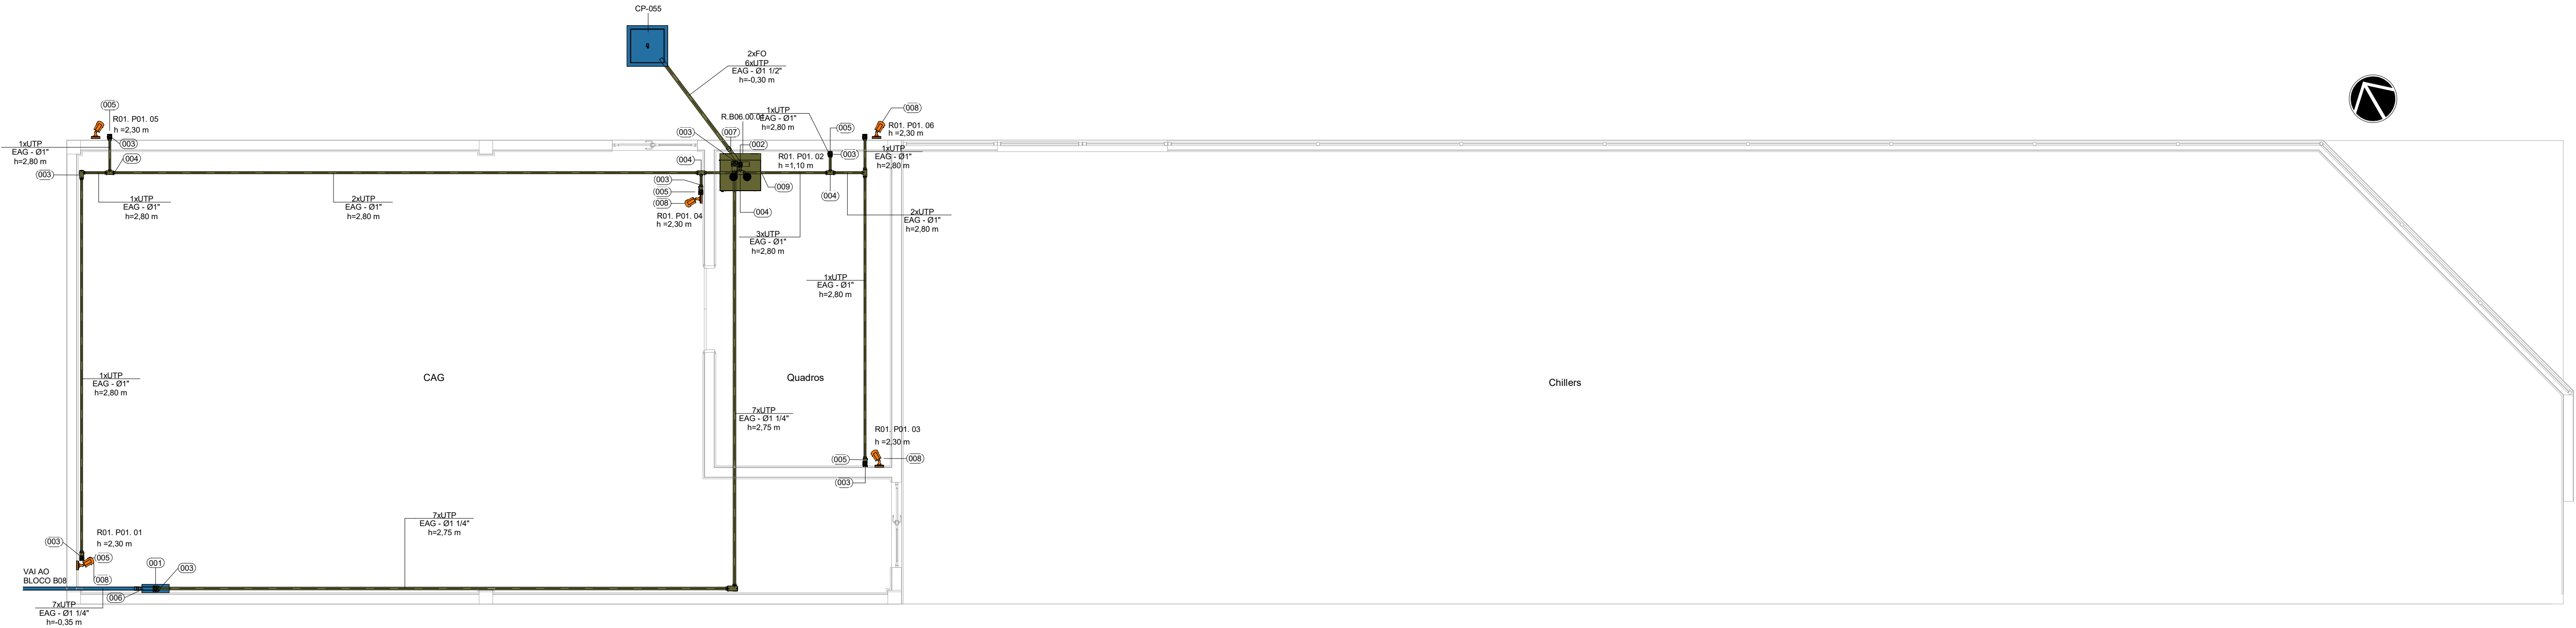 CP-055
2xFO
6xUTP
EAG - Ø1 1/2"
h=-0,30 m
(005)
R01. P01. 05
h =2,30 m
(003)
(004)
1xUTP
EAG - Ø1"
h=2,80 m
(003)
1xUTP
EAG - Ø1"
h=2,80 m
2xUTP
EAG - Ø1"
h=2,80 m
(003)
(007)
(002)
(004)
(003)
(005)
(008)
R01. P01. 04
h =2,30 m
1xUTP
EAG - Ø1"
h=2,80 m
(005)
(003)
R01. P01. 02
h =1,10 m
(009)
(004)
(004)
3xUTP
EAG - Ø1"
h=2,80 m
(008)
R01. P01. 06
h =2,30 m
1xUTP
EAG - Ø1"
h=2,80 m
2xUTP
EAG - Ø1"
h=2,80 m
1xUTP
EAG - Ø1"
h=2,80 m
1xUTP
EAG - Ø1"
h=2,80 m
CAG
Quadros
Chillers
7xUTP
EAG - Ø1 1/4"
h=2,75 m
R01. P01. 03
h =2,30 m
(005)
(008)
(003)
7xUTP
EAG - Ø1 1/4"
h=2,75 m
R01. P01. 01
h =2,30 m
(003)
(005)
(008)
(001)
(003)
VAI AO
BLOCO B08
(006)
7xUTP
EAG - Ø1 1/4"
h=-0,35 m